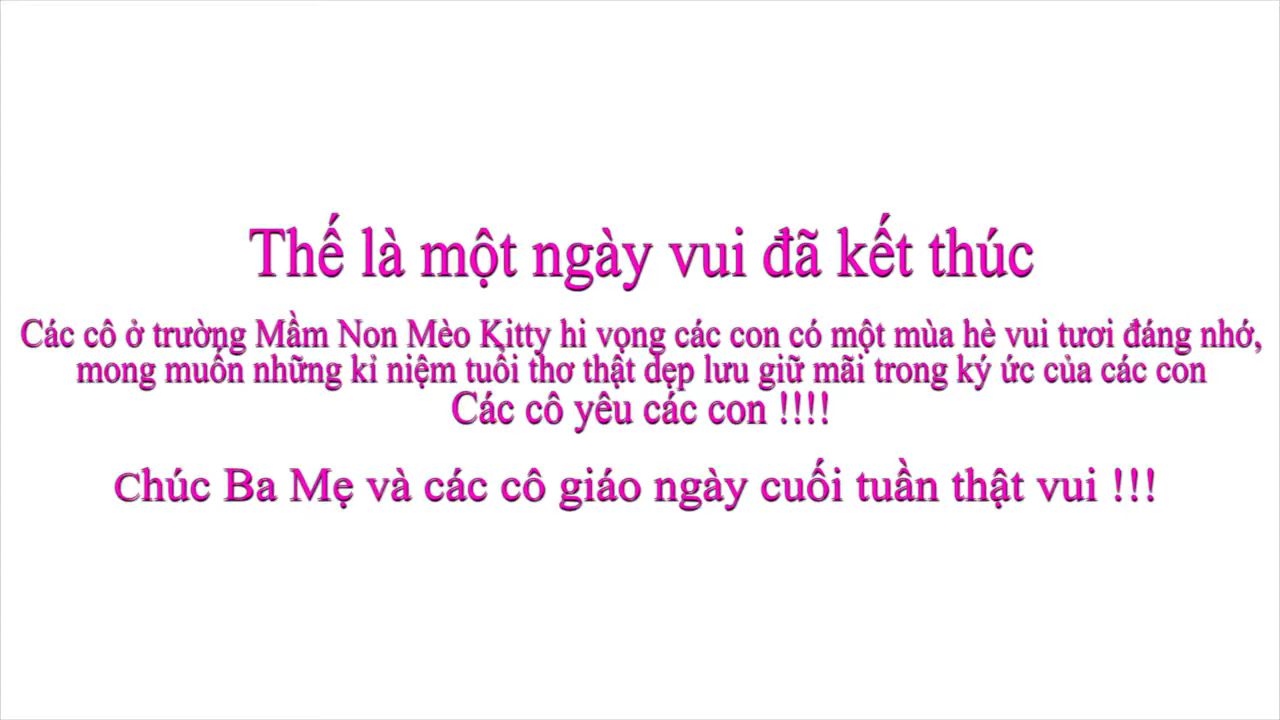 Thế là một ngày vui đã kết thúc
Các cô ở trường Mầm Non Mèo Kitty hi vọng các con có một mùa hè vui tươi đáng nhớ,
mong muốn những kỉ niệm tuổi thơ thật dẹp lưu giữ mãi trong ký ức của các con
Các cô yêu các con !!!!
Chúc Ba Mẹ và các cô giáo ngày cuối tuần thật vui !!!